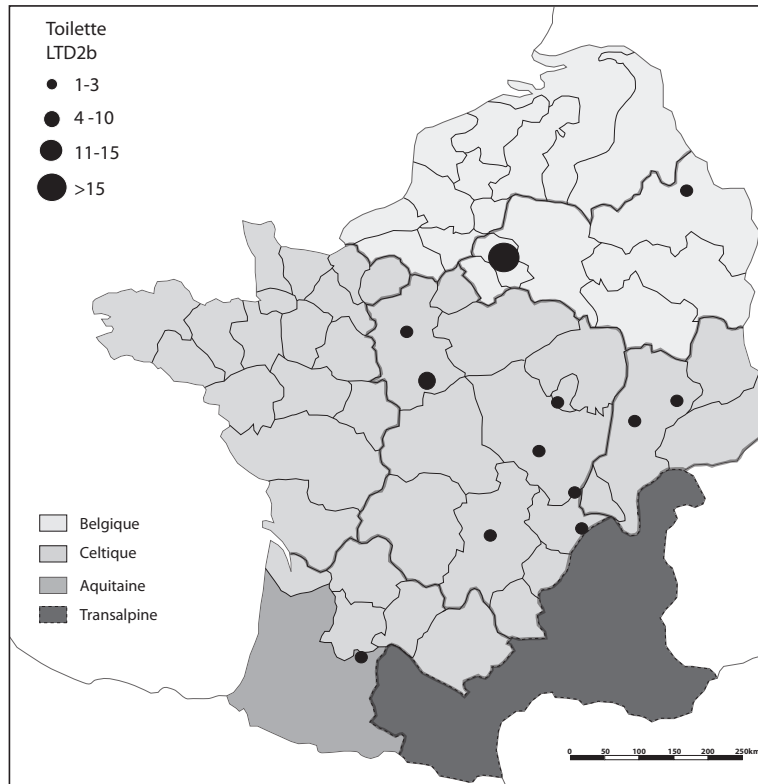 Toilette
LTD2b
1-3
4 -10
11-15
>15
Belgique
Celtique
Aquitaine
Transalpine
0 50 100 150 200 250km